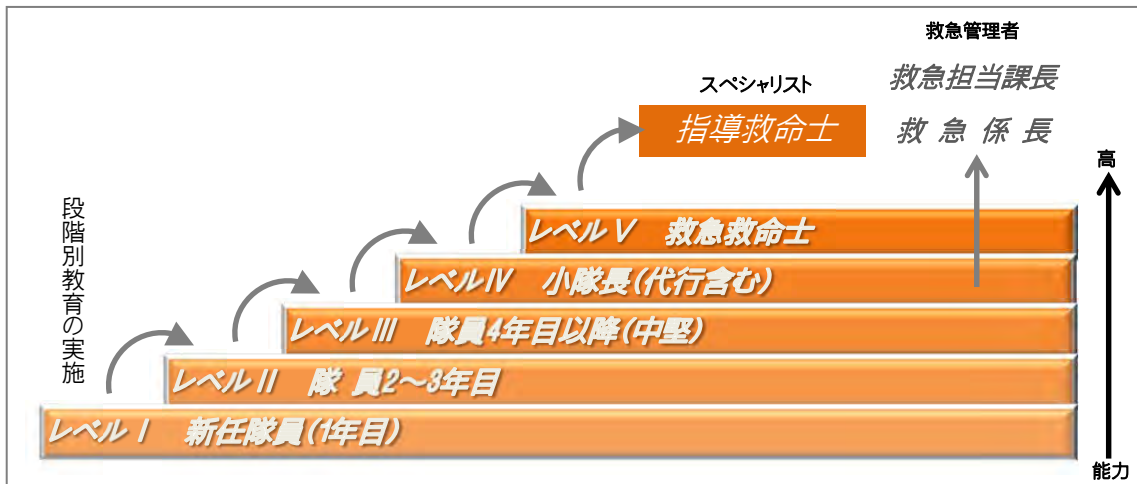 救急管理者
救急担当課長
救 急 係 長
スペシャリスト
指導救命士
高
段階別教育の実施
レベルⅤ 救急救命士
レベルⅣ 小隊長(代行含む)
レベルⅢ 隊員4年目以降(中堅)
レベルⅡ 隊 員2～3年目
レベルⅠ 新任隊員(1年目)
能力